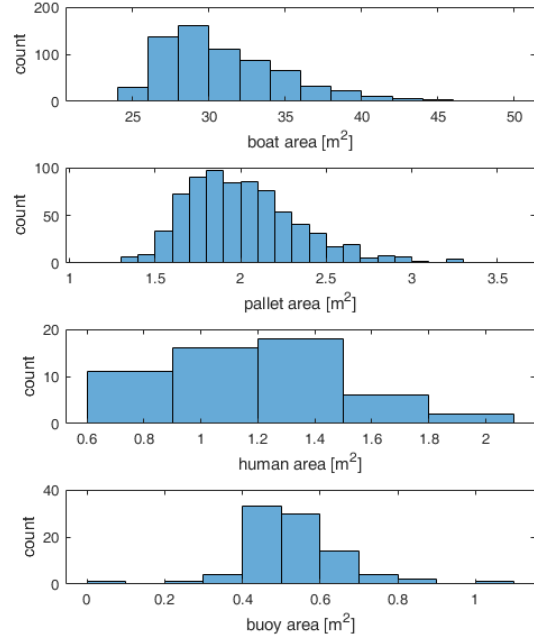 200
100
0
count
25 30 35 40 45 50
boat area [m²]
100
50
0
count
1 1.5 2 2.5 3 3.5
pallet area [m²]
20
10
0
count
0.6 0.8 1 1.2 1.4 1.6 1.8 2
human area [m²]
40
20
0
count
0 0.2 0.4 0.6 0.8 1
buoy area [m²]